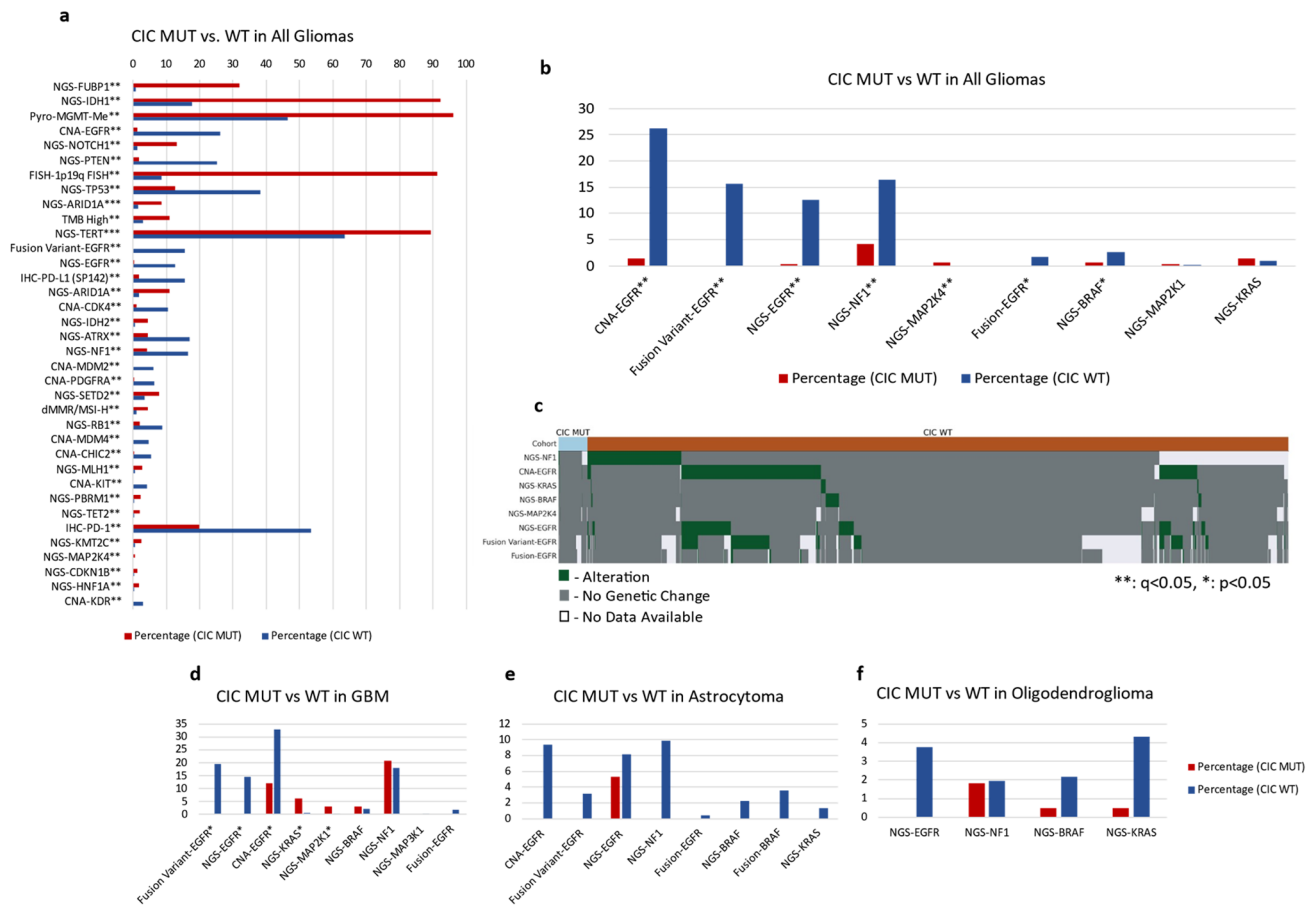 a
CIC MUT vs. WT in All Gliomas
0 10 20 30 40 50 60 70 80 90 100
NGS-FUBP1**
NGS-IDH1**
Pyro-MGMT-Me**
CNA-EGFR**
NGS-NOTCH1**
NGS-PTEN**
FISH-1p19q FISH**
NGS-TP53**
NGS-ARID1A***
TMB High**
NGS-TERT***
Fusion Variant-EGFR**
NGS-EGFR**
IHC-PD-L1 (SP142)**
NGS-ARID1A**
CNA-CDK4**
NGS-IDH2**
NGS-ATRX**
NGS-NF1**
CNA-MDM2**
CNA-PDGFRA**
NGS-SETD2**
dMMR/MSI-H**
NGS-RB1**
CNA-MDM4**
CNA-CHIC2**
NGS-MLH1**
CNA-KIT**
NGS-PBRM1**
NGS-TET2**
IHC-PD-1**
NGS-KMT2C**
NGS-MAP2K4**
NGS-CDKN1B**
NGS-HNF1A**
CNA-KDR**
Percentage (CIC MUT) Percentage (CIC WT)
b
CIC MUT vs WT in All Gliomas
30
25
20
15
10
5
0
CNA-EGFR**
Fusion Variant-EGFR**
NGS-EGFR**
NGS-NF1**
NGS-MAP2K4**
Fusion-EGFR*
NGS-BRAF*
NGS-MAP2K1
NGS-KRAS
Percentage (CIC MUT) Percentage (CIC WT)
c
CIC MUT CIC WT
Cohort
NGS-NF1
CNA-EGFR
NGS-KRAS
NGS-BRAF
NGS-MAP2K4
NGS-EGFR
Fusion Variant-EGFR
Fusion-EGFR
- Alteration
- No Genetic Change
- No Data Available
**: q<0.05, *: p<0.05
d
CIC MUT vs WT in GBM
35
30
25
20
15
10
5
0
Fusion Variant-EGFR*
NGS-EGFR*
CNA-EGFR*
NGS-KRAS*
NGS-MAP2K1*
NGS-BRAF
NGS-NF1
NGS-MAP3K1
Fusion-EGFR
e
CIC MUT vs WT in Astrocytoma
12
10
8
6
4
2
0
CNA-EGFR
Fusion Variant-EGFR
NGS-EGFR
NGS-NF1
Fusion-EGFR
NGS-BRAF
Fusion-BRAF
NGS-KRAS
f
CIC MUT vs WT in Oligodendroglioma
5
4
3
2
1
0
NGS-EGFR NGS-NF1 NGS-BRAF NGS-KRAS
Percentage (CIC MUT)
Percentage (CIC WT)